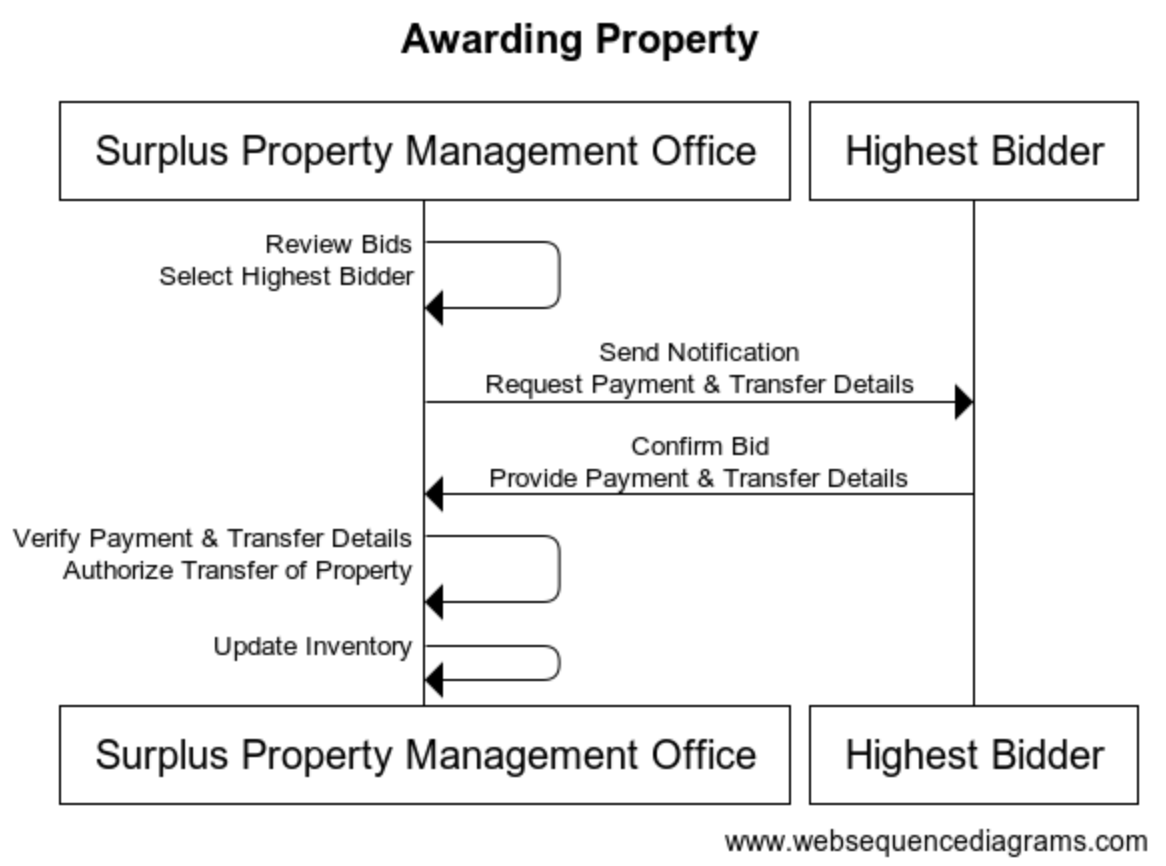 Awarding Property
Surplus Property Management Office
Highest Bidder
Review Bids
Select Highest Bidder
Send Notification
Request Payment & Transfer Details
Confirm Bid
Provide Payment & Transfer Details
Verify Payment & Transfer Details
Authorize Transfer of Property
Update Inventory
Surplus Property Management Office
Highest Bidder
www.websequencediagrams.com